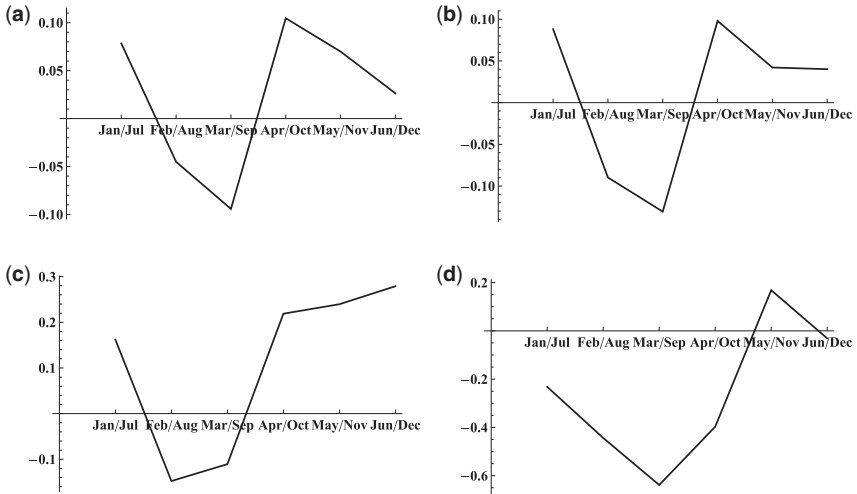 (a)
0.10
0.05
−0.05
−0.10
Jan/Jul Feb/Aug Mar/Sep Apr/Oct May/Nov Jun/Dec
(b)
0.10
0.05
−0.05
−0.10
Jan/Jul Feb/Aug Mar/Sep Apr/Oct May/Nov Jun/Dec
(c)
0.3
0.2
0.1
−0.1
Jan/Jul Feb/Aug Mar/Sep Apr/Oct May/Nov Jun/Dec
(d)
0.2
−0.2
−0.4
−0.6
Jan/Jul Feb/Aug Mar/Sep Apr/Oct May/Nov Jun/Dec